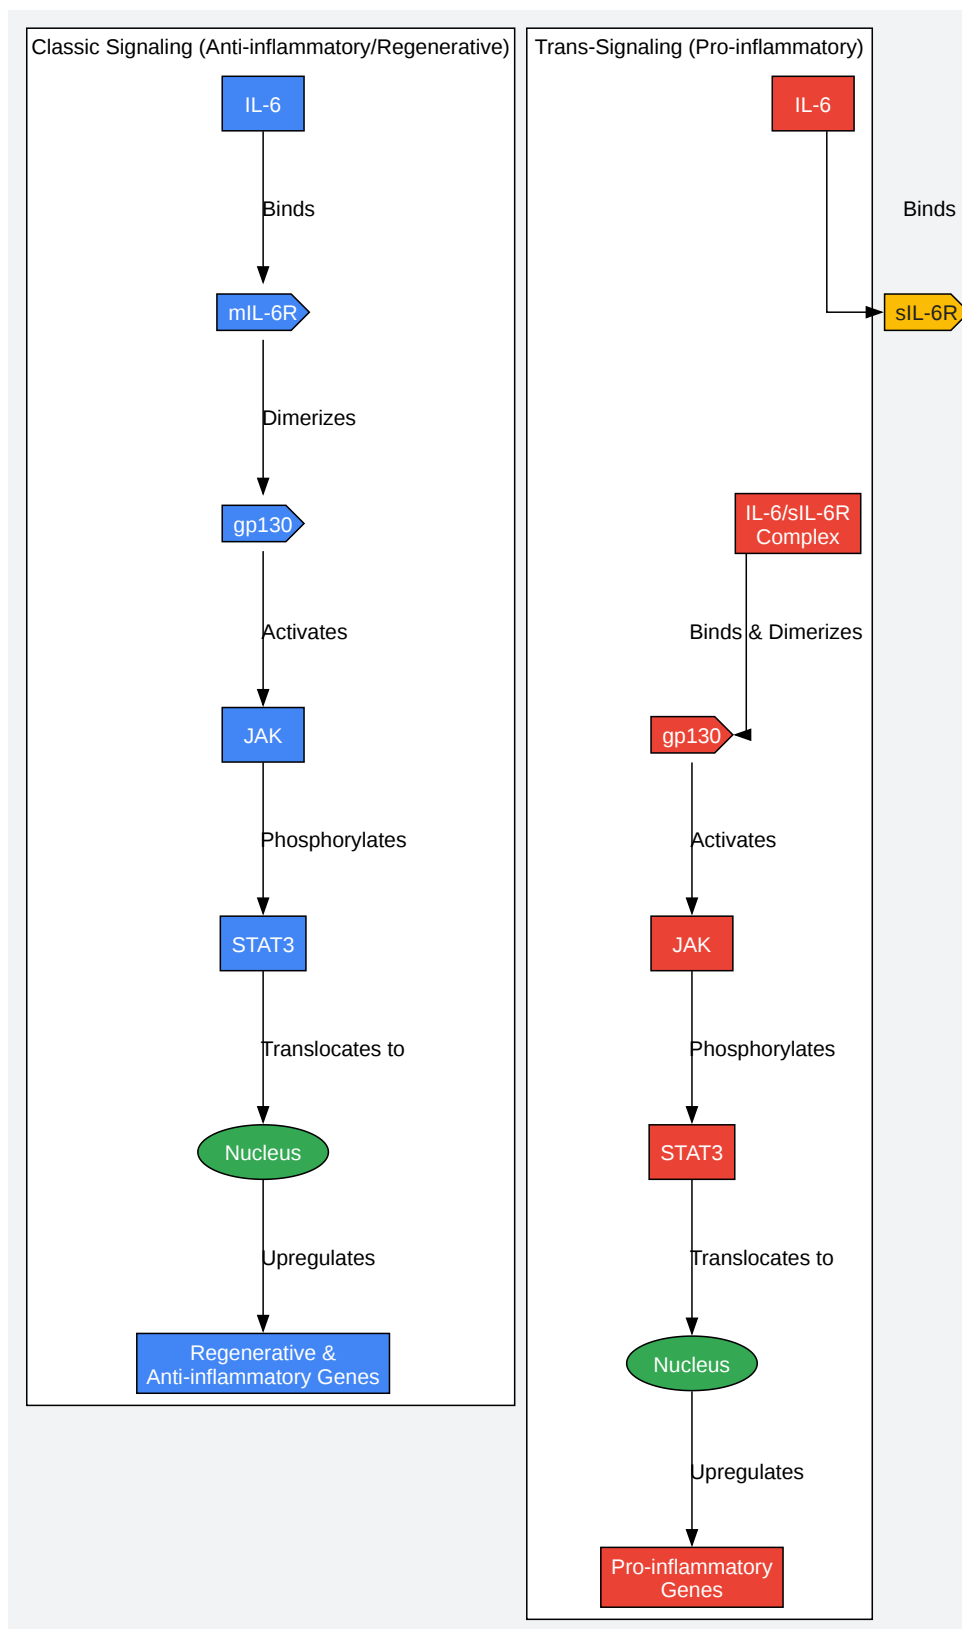 Classic Signaling (Anti-inflammatory/Regenerative)
IL-6
Binds
mIL-6R
Dimerizes
gp130
Activates
JAK
Phosphorylates
STAT3
Translocates to
Nucleus
Upregulates
Regenerative &
Anti-inflammatory Genes
Trans-Signaling (Pro-inflammatory)
IL-6
Binds
sIL-6R
IL-6/sIL-6R
Complex
Binds & Dimerizes
gp130
Activates
JAK
Phosphorylates
STAT3
Translocates to
Nucleus
Upregulates
Pro-inflammatory
Genes